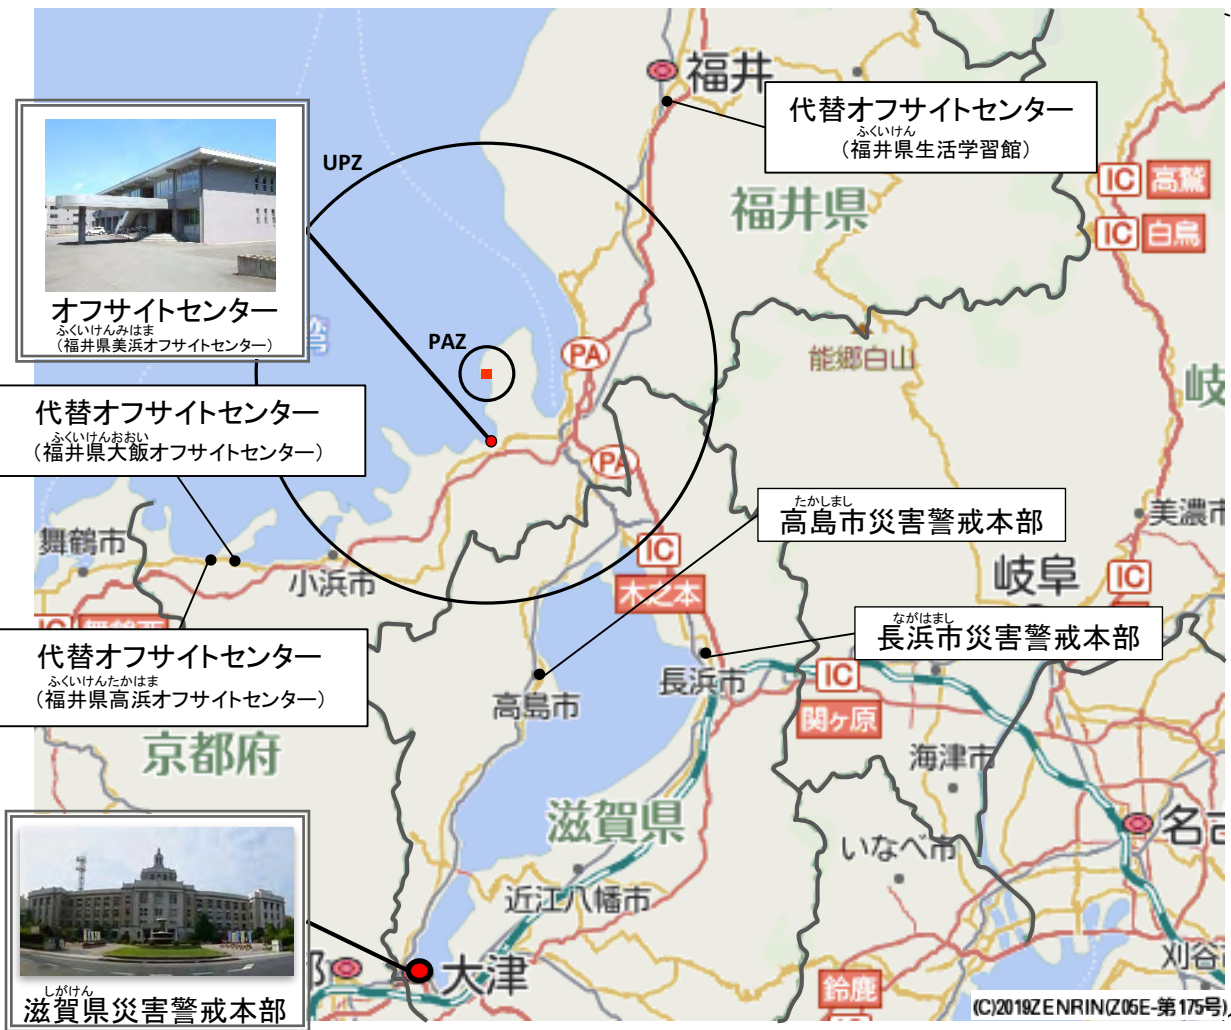 福井
代替オフサイトセンター
ふくいけん
（福井県生活学習館）
UPZ
IC 高鷲
福井県
IC 白鳥
オフサイトセンター
ふくいけんみはま
（福井県美浜オフサイトセンター）
湾
PAZ
PA
能郷白山
岐
代替オフサイトセンター
ふくいけんおおい
（福井県大飯オフサイトセンター）
PA
たかしまし
高島市災害警戒本部
美濃市
舞鶴市
IC
木之本
小浜市
岐阜
IC
IC
ながはまし
長浜市災害警戒本部
代替オフサイトセンター
ふくいけんたかはま
（福井県高浜オフサイトセンター）
長浜市
IC
関ヶ原
高島市
京都府
海津市
滋賀県
名古
いなべ市
近江八幡市
大津
刈谷
鈴鹿
しがけん
滋賀県災害警戒本部
(C)2019ZENRIN(Z05E-第175号)